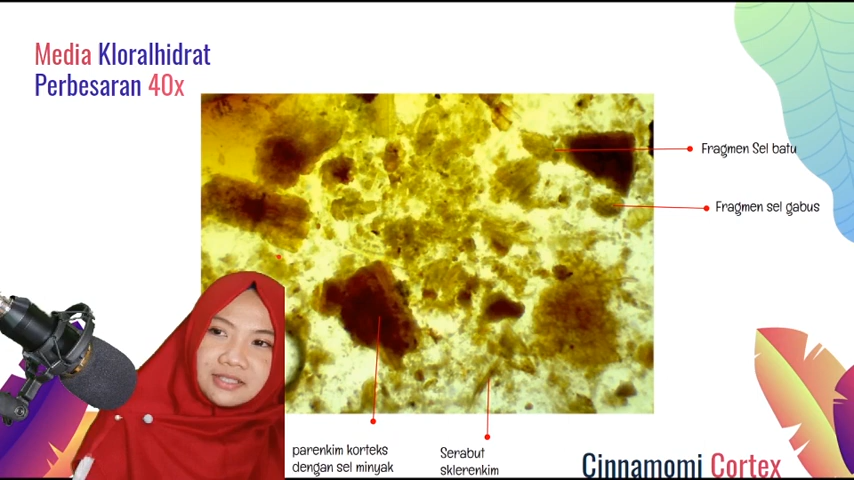 Media Kloralhidrat
Perbesaran 40x
Fragmen Sel batu
Fragmen sel gabus
parenkim korteks
dengan sel minyak
Serabut
sklerenkim
Cinnamomi Cortex